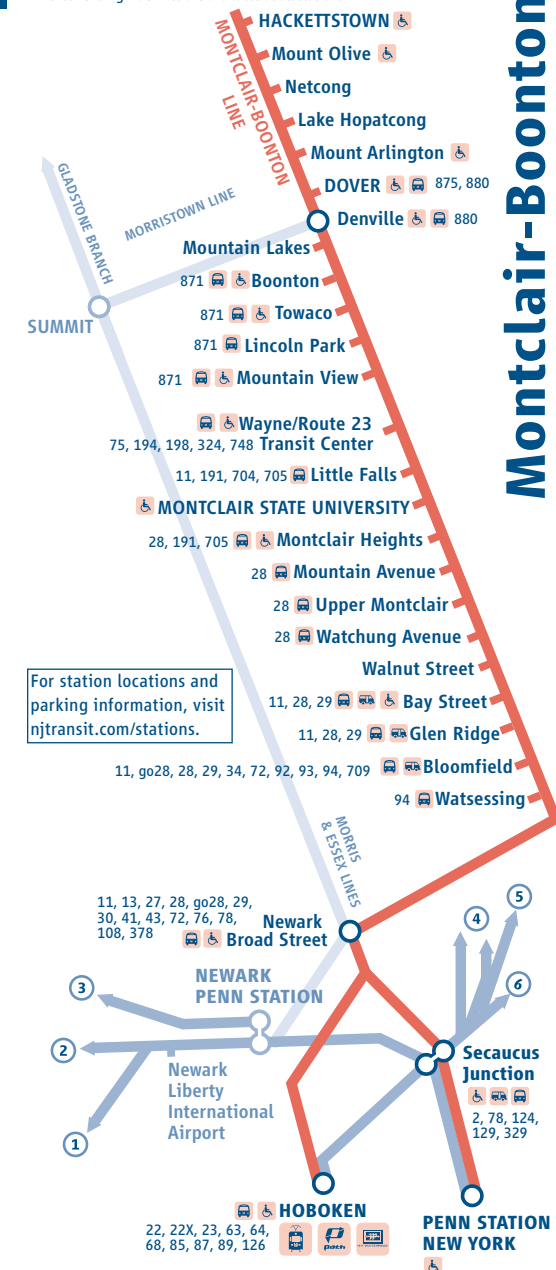 HACKETTSTOWN
Mount Olive
Netcong
Lake Hopatcong
Mount Arlington
DOVER 875, 880
Denville 880
MONTCLAIR-BOONTON
LINE
Montclair-Boonton
GLADSTONE BRANCH
MORRISTOWN LINE
SUMMIT
Mountain Lakes
871 Boonton
871 Towaco
871 Lincoln Park
871 Mountain View
Wayne/Route 23
75, 194, 198, 324, 748 Transit Center
11, 191, 704, 705 Little Falls
MONTCLAIR STATE UNIVERSITY
28, 191, 705 Montclair Heights
28 Mountain Avenue
28 Upper Montclair
28 Watchung Avenue
Walnut Street
11, 28, 29 Bay Street
11, 28, 29 Glen Ridge
11, go28, 28, 29, 34, 72, 92, 93, 94, 709 Bloomfield
94 Watsessing
For station locations and
parking information, visit
njtransit.com/stations.
MORRIS
& ESSEX LINES
11, 13, 27, 28, go28, 29,
30, 41, 43, 72, 76, 78,
108, 378
Newark
Broad Street
NEWARK
PENN STATION
3
2
1
Newark
Liberty
International
Airport
4
5
6
Secaucus
Junction
2, 78, 124,
129, 329
HOBOKEN
22, 22X, 23, 63, 64,
68, 85, 87, 89, 126
path
PENN STATION
NEW YORK